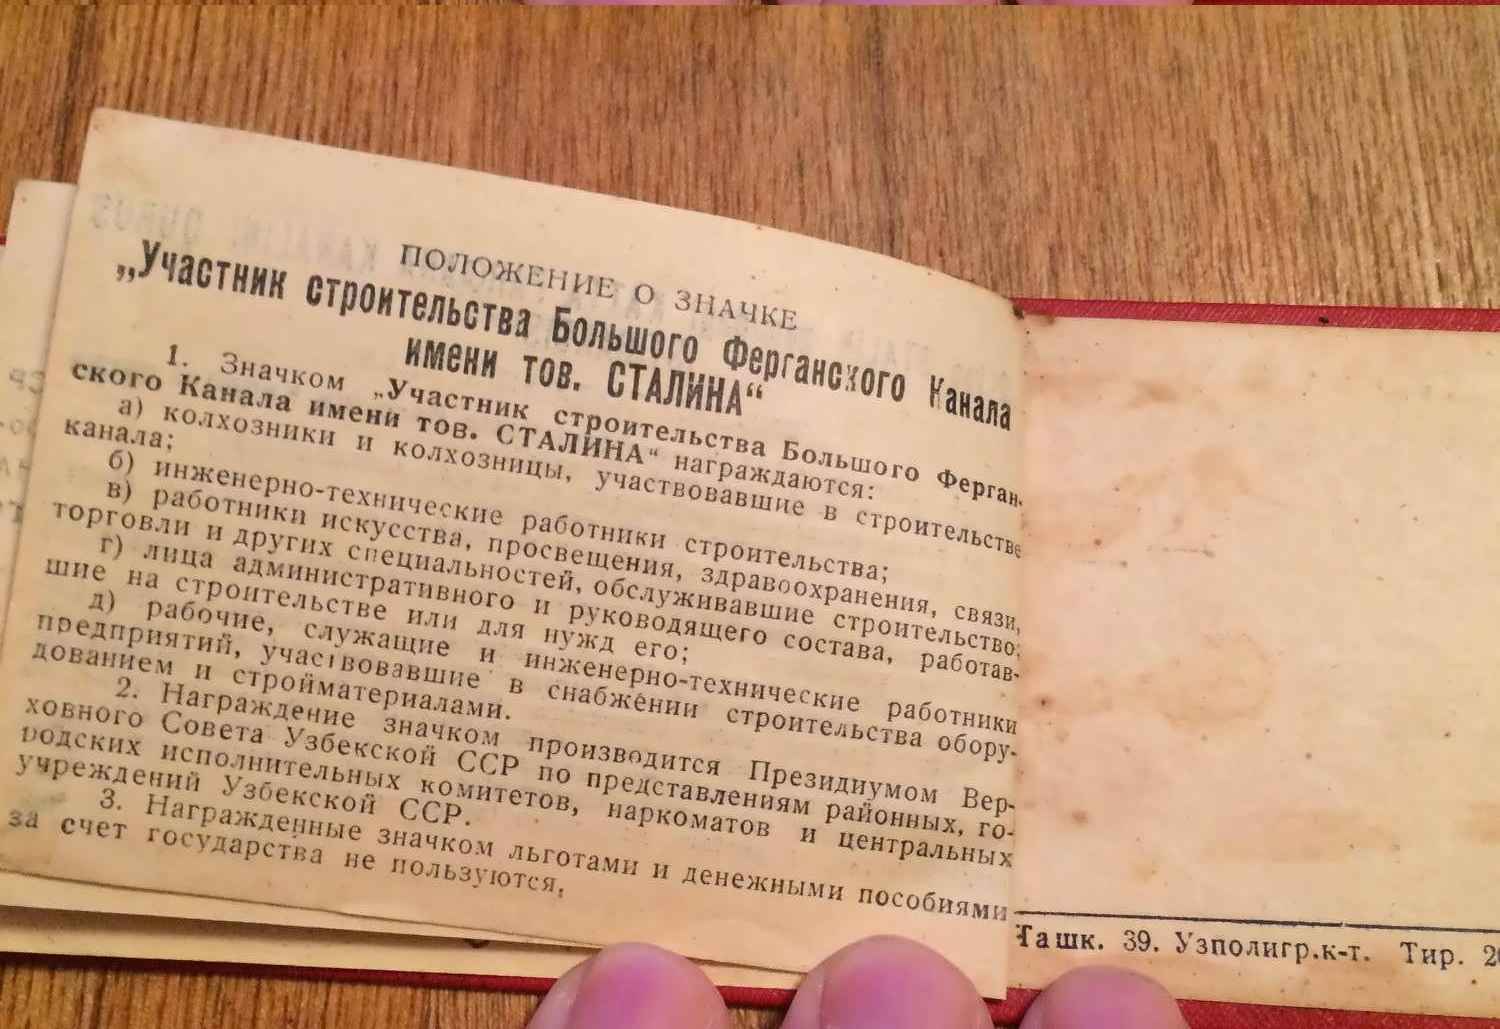 ПОЛОЖЕНИЕ О ЗНАЧКЕ
„Участник строительства Большого Ферганского Канала
имени тов. СТАЛИНА“
1. Значком „Участник строительства Большого Ферган-
ского Канала имени тов. СТАЛИНА“ награждаются:
а) колхозники и колхозницы, участвовавшие в строительстве
канала;
б) инженерно-технические работники строительства;
в) работники искусства, просвещения, здравоохранения, связи,
торговли и других специальностей, обслуживавшие строительство;
г) лица административного и руководящего состава, работав-
шие на строительстве или для нужд его;
д) рабочие, служащие и инженерно-технические работники
предприятий, участвовавшие в снабжении строительства обору-
дованием и стройматериалами.
2. Награждение значком производится Президиумом Вер-
ховного Совета Узбекской ССР по представлениям районных, го-
родских исполнительных комитетов, наркоматов и центральных
учреждений Узбекской ССР.
3. Награжденные значком льготами и денежными пособиями
за счет государства не пользуются.
Ташк. 39. Узполигр.к-т. Тир.